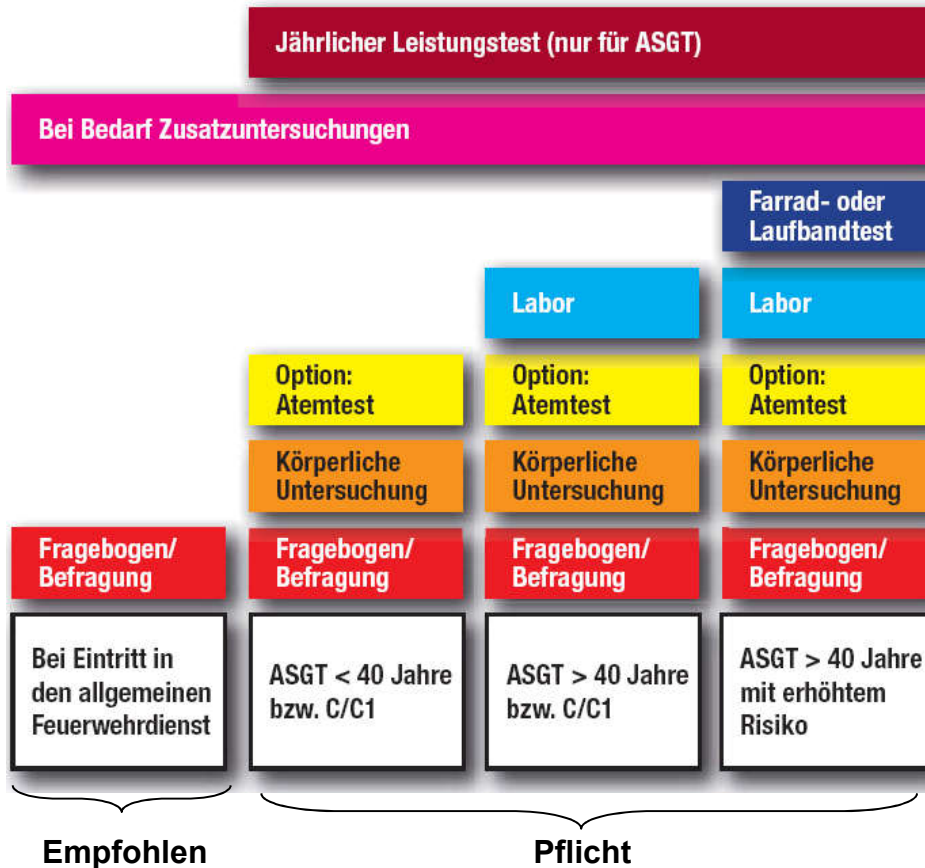 Jährlicher Leistungstest (nur für ASGT)
Bei Bedarf Zusatzuntersuchungen
Farrad- oder
Laufbandtest
Labor
Labor
Option:
Atemtest
Option:
Atemtest
Option:
Atemtest
Körperliche
Untersuchung
Körperliche
Untersuchung
Körperliche
Untersuchung
Fragebogen/
Befragung
Fragebogen/
Befragung
Fragebogen/
Befragung
Fragebogen/
Befragung
Bei Eintritt in
den allgemeinen
Feuerwehrdienst
ASGT < 40 Jahre
bzw. C/C1
ASGT > 40 Jahre
bzw. C/C1
ASGT > 40 Jahre
mit erhöhtem
Risiko
Empfohlen
Pflicht